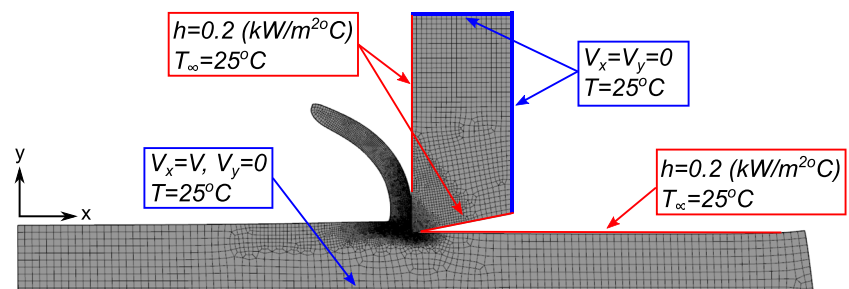 h=0.2 (kW/m²ºC)
T∞=25ºC
Vx=Vy=0
T=25ºC
y
x
Vx=V, Vy=0
T=25ºC
h=0.2 (kW/m²ºC)
T∞=25ºC